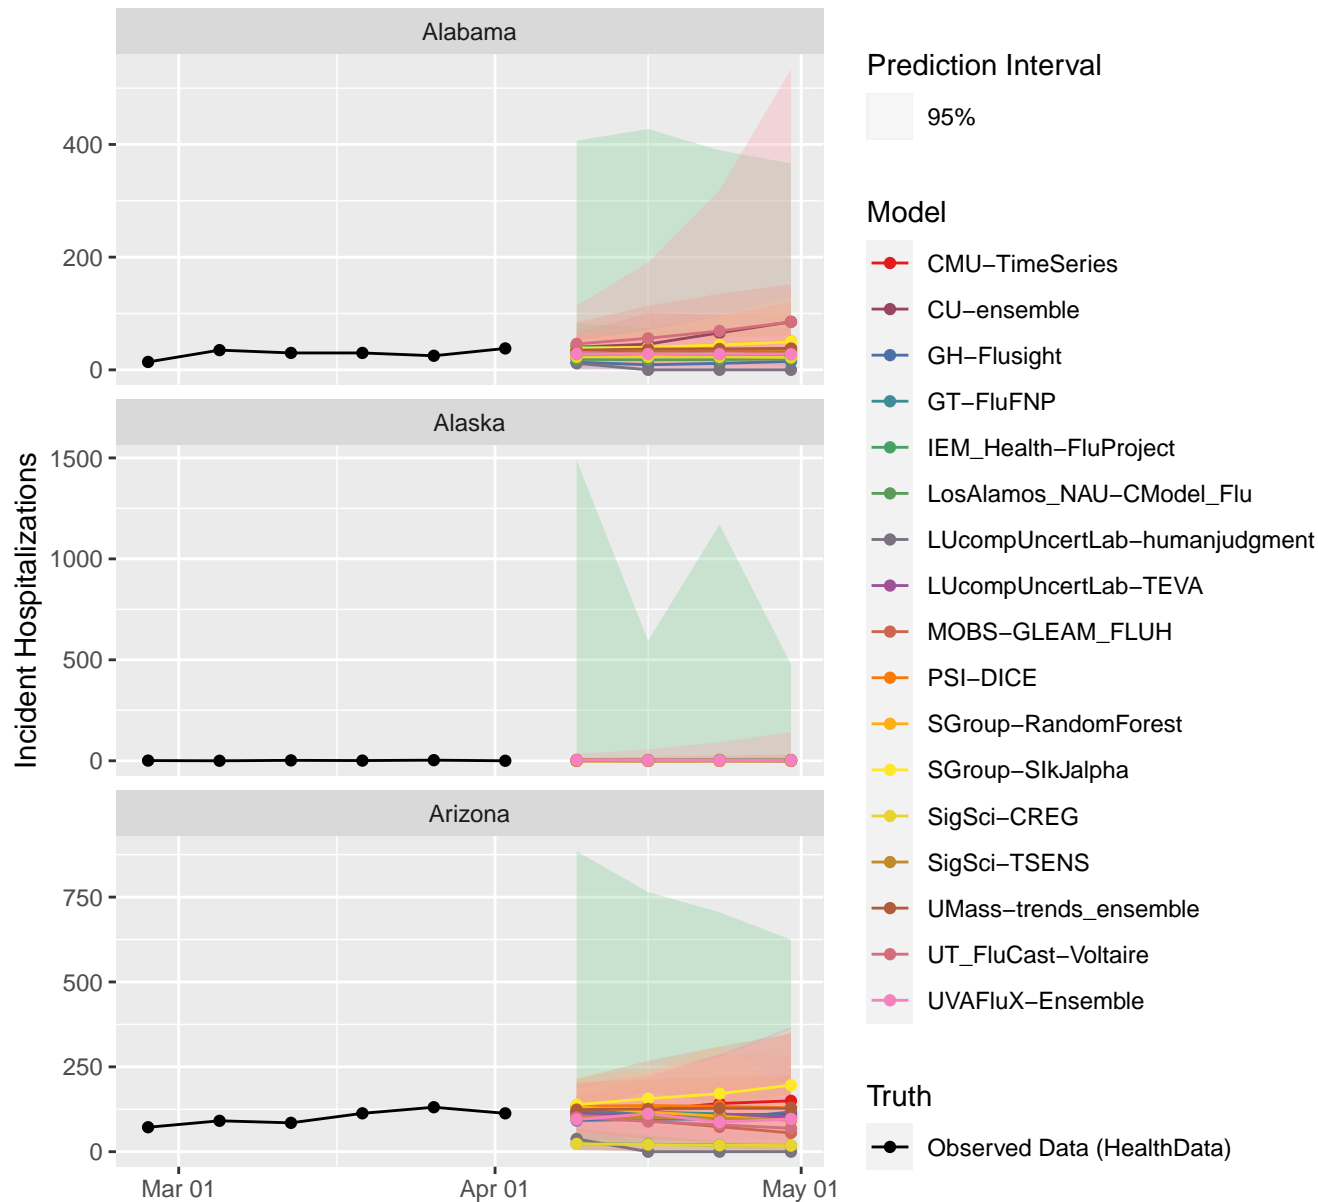 Alabama
400
200
0
Alaska
1500
1000
500
0
Arizona
750
500
250
0
Mar 01
Apr 01
May 01
Incident Hospitalizations
Prediction Interval
95%
Model
CMU−TimeSeries
CU−ensemble
GH−Flusight
GT−FluFNP
IEM_Health−FluProject
LosAlamos_NAU−CModel_Flu
LUcompUncertLab−humanjudgment
LUcompUncertLab−TEVA
MOBS−GLEAM_FLUH
PSI−DICE
SGroup−RandomForest
SGroup−SIkJalpha
SigSci−CREG
SigSci−TSENS
UMass−trends_ensemble
UT_FluCast−Voltaire
UVAFluX−Ensemble
Truth
Observed Data (HealthData)